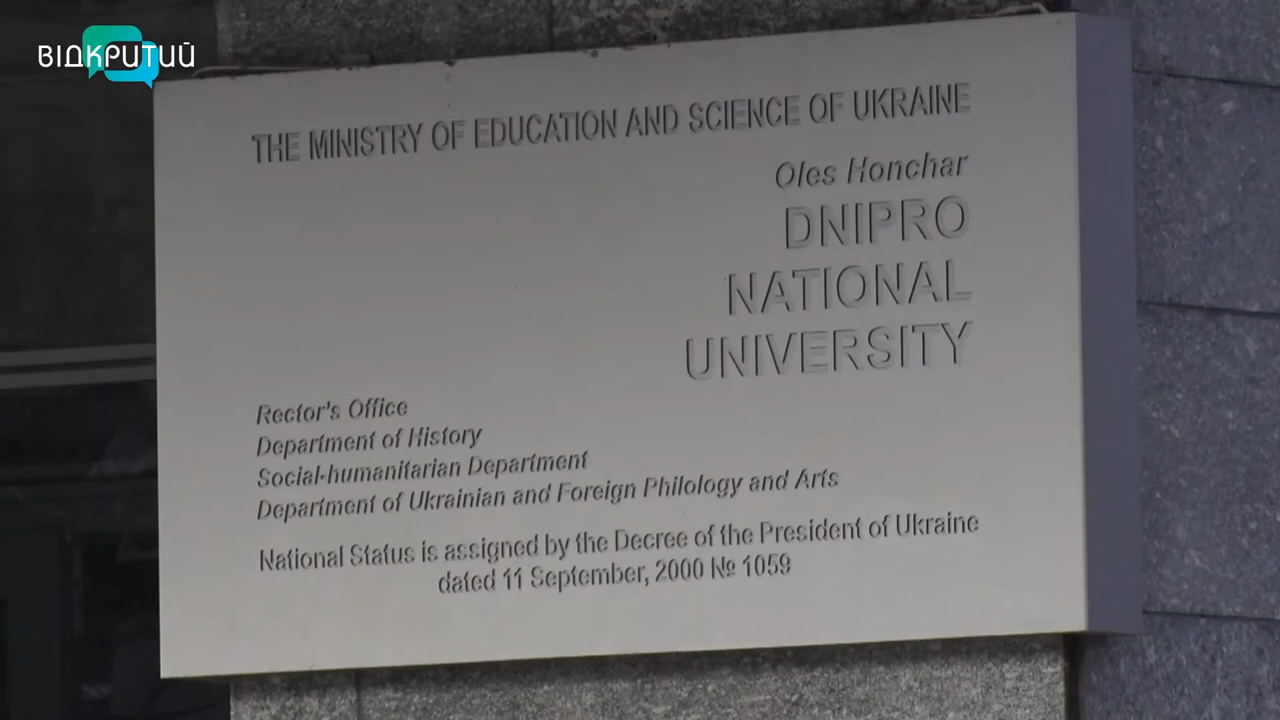 ВІДКРИТИЙ
THE MINISTRY OF EDUCATION AND SCIENCE OF UKRAINE
Oles Honchar
DNIPRO
NATIONAL
UNIVERSITY
Rector's Office
Department of History
Social-humanitarian Department
Department of Ukrainian and Foreign Philology and Arts
National Status is assigned by the Decree of the President of Ukraine
dated 11 September, 2000 № 1059